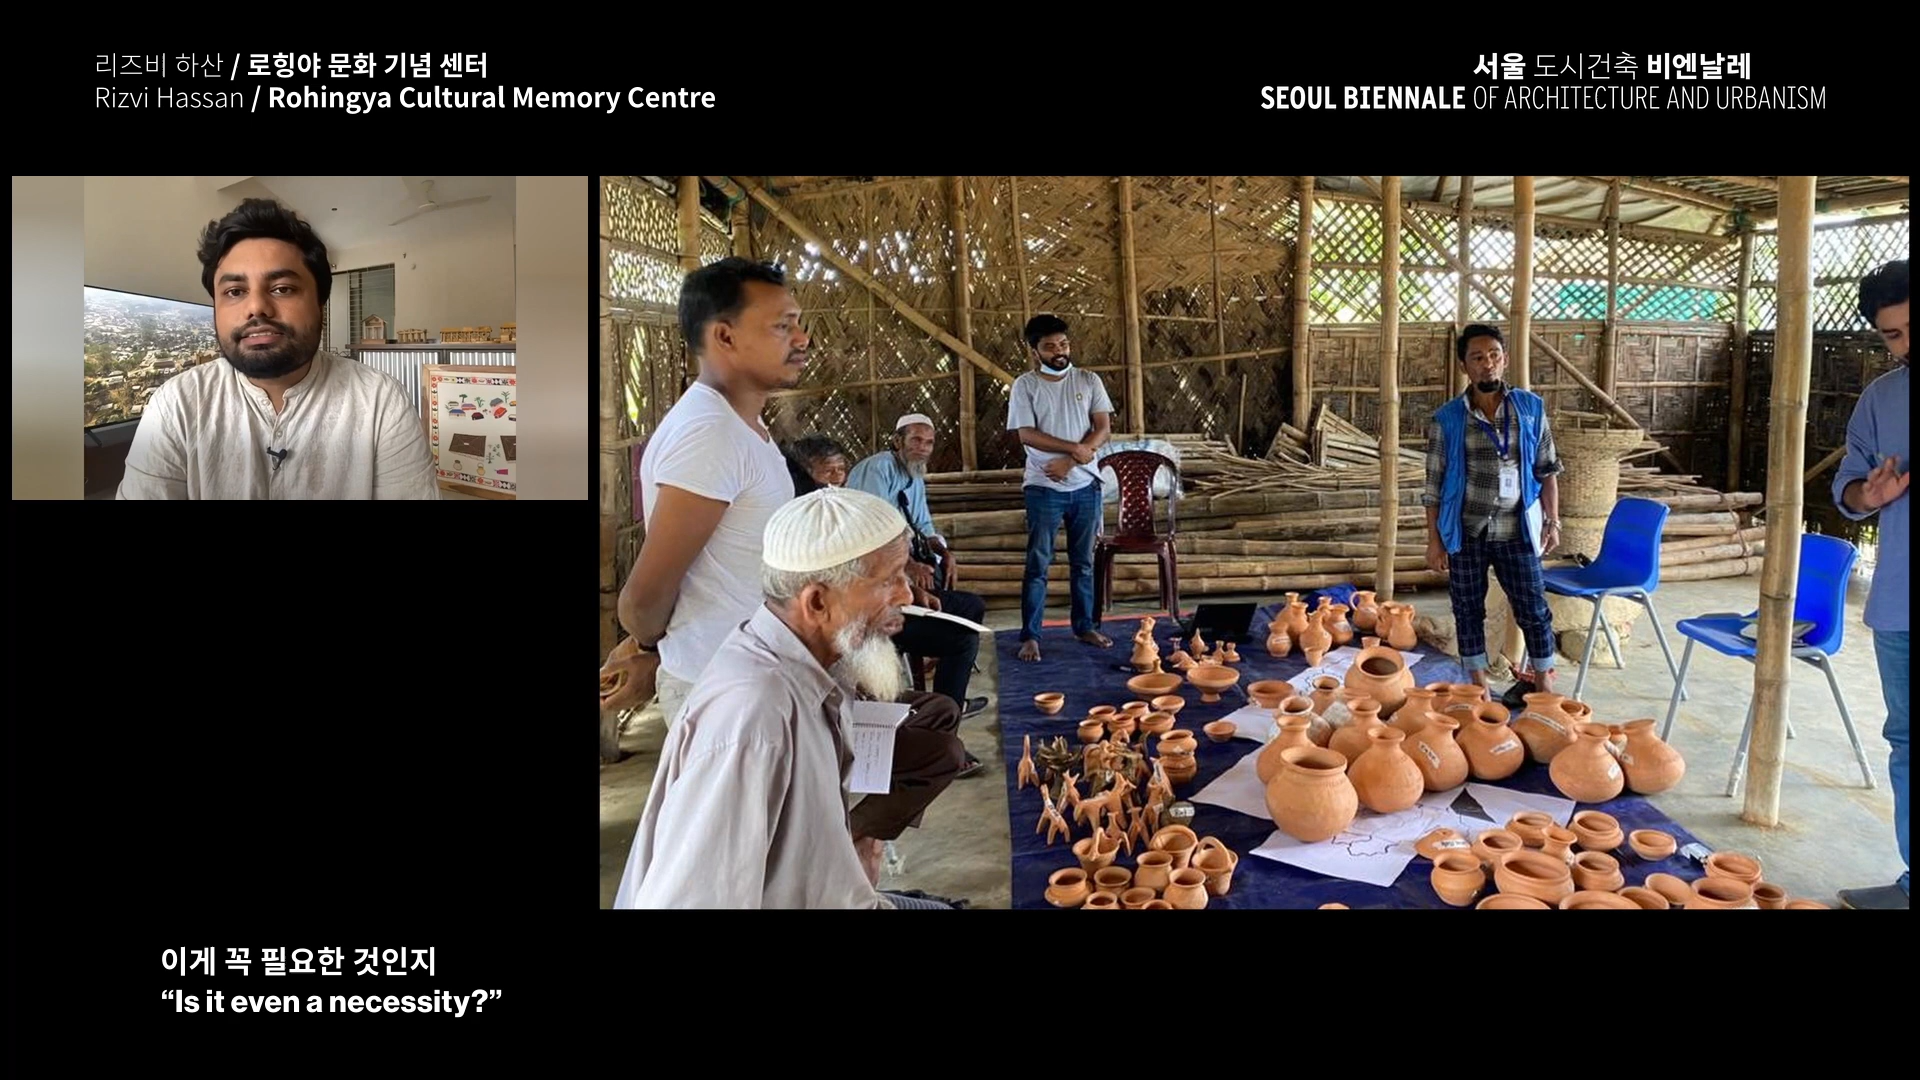 리즈비 하산 / 로힝야 문화 기념 센터
Rizvi Hassan / Rohingya Cultural Memory Centre
서울 도시건축 비엔날레
SEOUL BIENNALE OF ARCHITECTURE AND URBANISM
이게 꼭 필요한 것인지
“Is it even a necessity?”